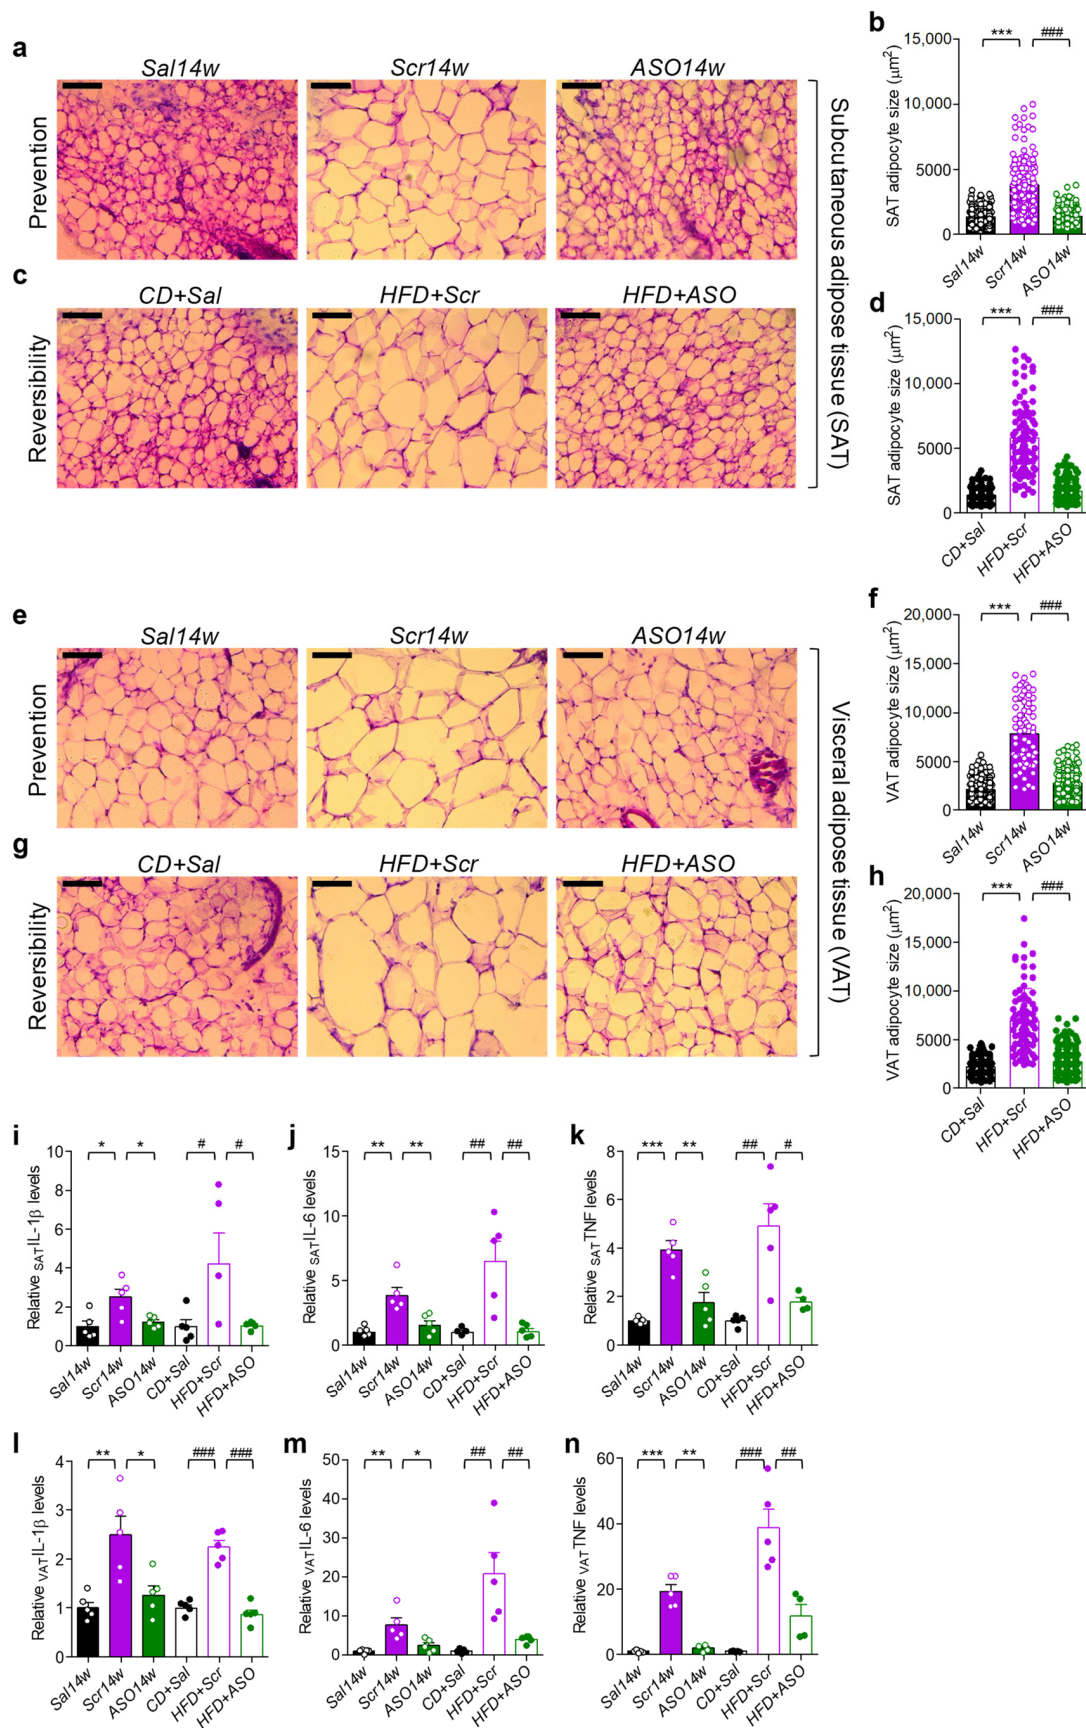 a
Sal14w Scr14w ASO14w
Prevention
c
CD+Sal HFD+Scr HFD+ASO
Reversibility
Subcutaneous adipose tissue (SAT)
b
*** ###
SAT adipocyte size (μm²)
15,000
10,000
5000
0
Sal14w Scr14w ASO14w
d
*** ###
SAT adipocyte size (μm²)
15,000
10,000
5000
0
CD+Sal HFD+Scr HFD+ASO
e
Sal14w Scr14w ASO14w
Prevention
g
CD+Sal HFD+Scr HFD+ASO
Reversibility
Visceral adipose tissue (VAT)
f
*** ###
VAT adipocyte size (μm²)
20,000
15,000
10,000
5000
0
Sal14w Scr14w ASO14w
h
*** ###
VAT adipocyte size (μm²)
20,000
15,000
10,000
5000
0
CD+Sal HFD+Scr HFD+ASO
i
* * # #
Relative SATIL-1β levels
10
8
6
4
2
0
Sal14w Scr14w ASO14w CD+Sal HFD+Scr HFD+ASO
j
** ** ## ##
Relative SATIL-6 levels
15
10
5
0
Sal14w Scr14w ASO14w CD+Sal HFD+Scr HFD+ASO
k
*** ** ## #
Relative SATTNF levels
8
6
4
2
0
Sal14w Scr14w ASO14w CD+Sal HFD+Scr HFD+ASO
l
** * ### ###
Relative VATIL-1β levels
4
3
2
1
0
Sal14w Scr14w ASO14w CD+Sal HFD+Scr HFD+ASO
m
** * ## ##
Relative VATIL-6 levels
50
40
30
20
10
0
Sal14w Scr14w ASO14w CD+Sal HFD+Scr HFD+ASO
n
*** ** ### ##
Relative VATTNF levels
60
40
20
0
Sal14w Scr14w ASO14w CD+Sal HFD+Scr HFD+ASO